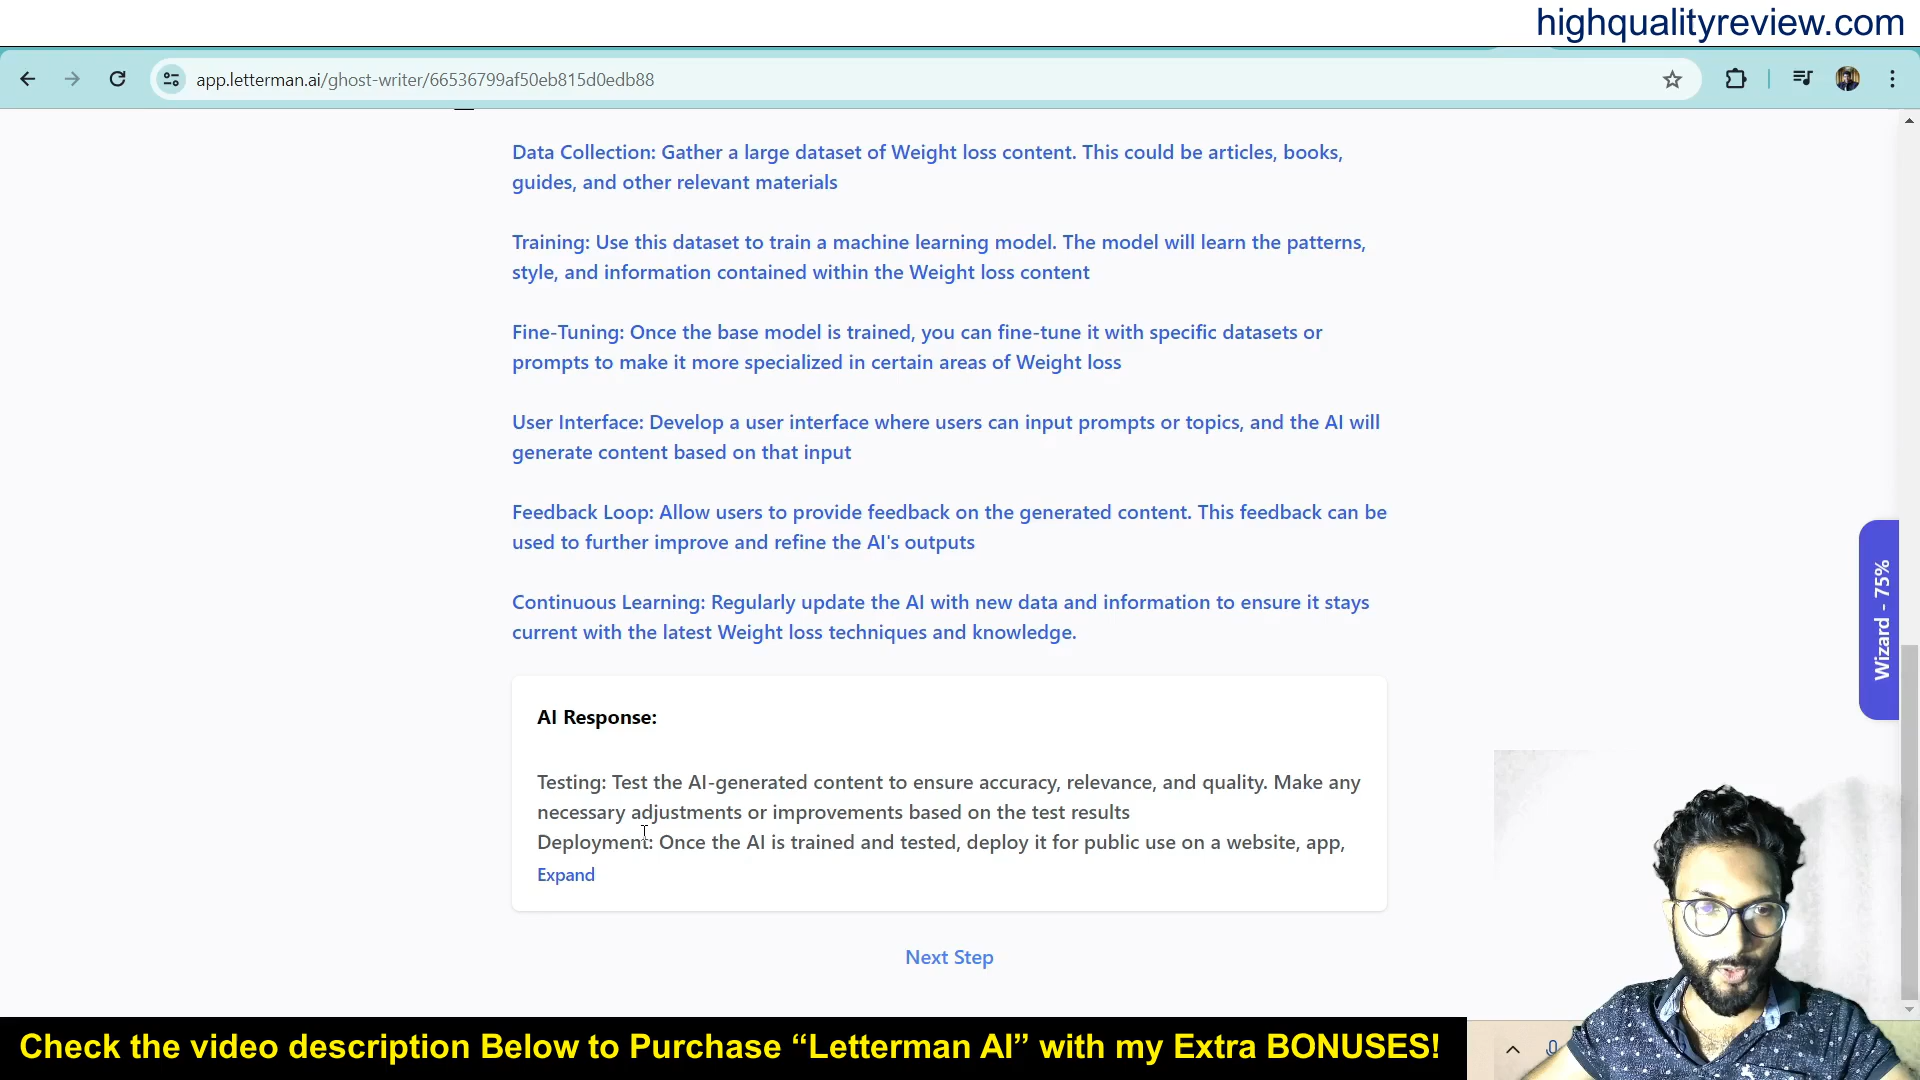 highqualityreview.com
app.letterman.ai/ghost-writer/66536799af50eb815d0edb88
Data Collection: Gather a large dataset of Weight loss content. This could be articles, books,
guides, and other relevant materials
Training: Use this dataset to train a machine learning model. The model will learn the patterns,
style, and information contained within the Weight loss content
Fine-Tuning: Once the base model is trained, you can fine-tune it with specific datasets or
prompts to make it more specialized in certain areas of Weight loss
User Interface: Develop a user interface where users can input prompts or topics, and the AI will
generate content based on that input
Feedback Loop: Allow users to provide feedback on the generated content. This feedback can be
used to further improve and refine the AI's outputs
Continuous Learning: Regularly update the AI with new data and information to ensure it stays
current with the latest Weight loss techniques and knowledge.
Wizard - 75%
AI Response:
Testing: Test the AI-generated content to ensure accuracy, relevance, and quality. Make any
necessary adjustments or improvements based on the test results
Deployment: Once the AI is trained and tested, deploy it for public use on a website, app,
Expand
Next Step
Check the video description Below to Purchase “Letterman AI” with my Extra BONUSES!